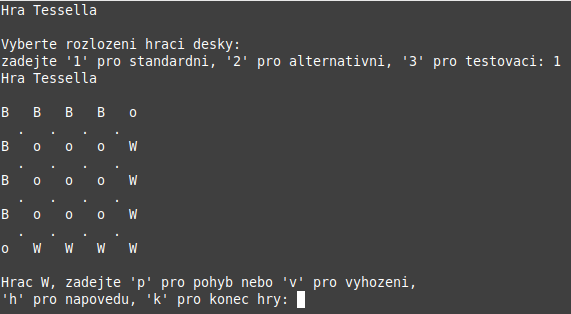 Hra Tessella

Vyberte rozlozeni hraci desky:
zadejte '1' pro standardni, '2' pro alternativni, '3' pro testovaci: 1
Hra Tessella

B   B   B   B   o
  .   .   .   .
B   o   o   o   W
  .   .   .   .
B   o   o   o   W
  .   .   .   .
B   o   o   o   W
  .   .   .   .
o   W   W   W   W

Hrac W, zadejte 'p' pro pohyb nebo 'v' pro vyhozeni,
'h' pro napovedu, 'k' pro konec hry: